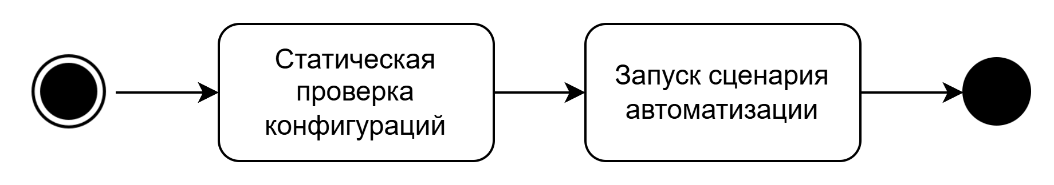 Статическая
проверка
конфигураций
Запуск сценария
автоматизации